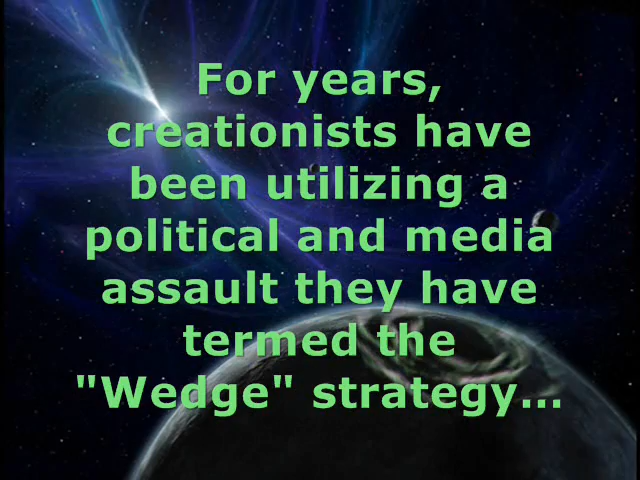 For years,
creationists have
been utilizing a
political and media
assault they have
termed the
"Wedge" strategy...